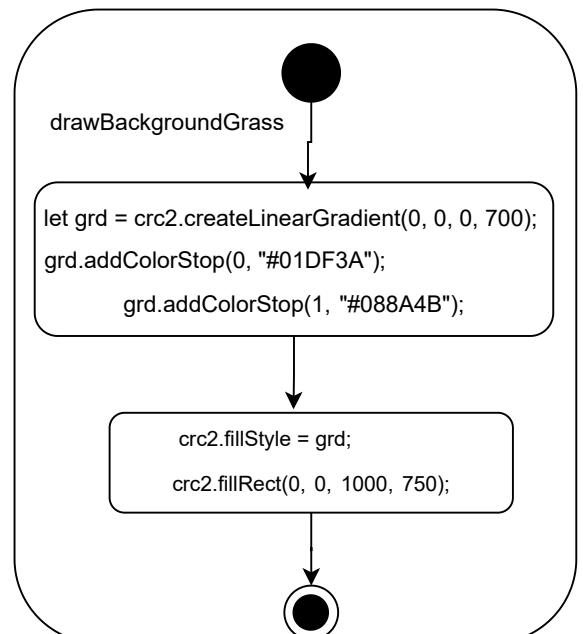 drawBackgroundGrass
let grd = crc2.createLinearGradient(0, 0, 0, 700);
grd.addColorStop(0, "#01DF3A");
grd.addColorStop(1, "#088A4B");
crc2.fillStyle = grd;
crc2.fillRect(0, 0, 1000, 750);